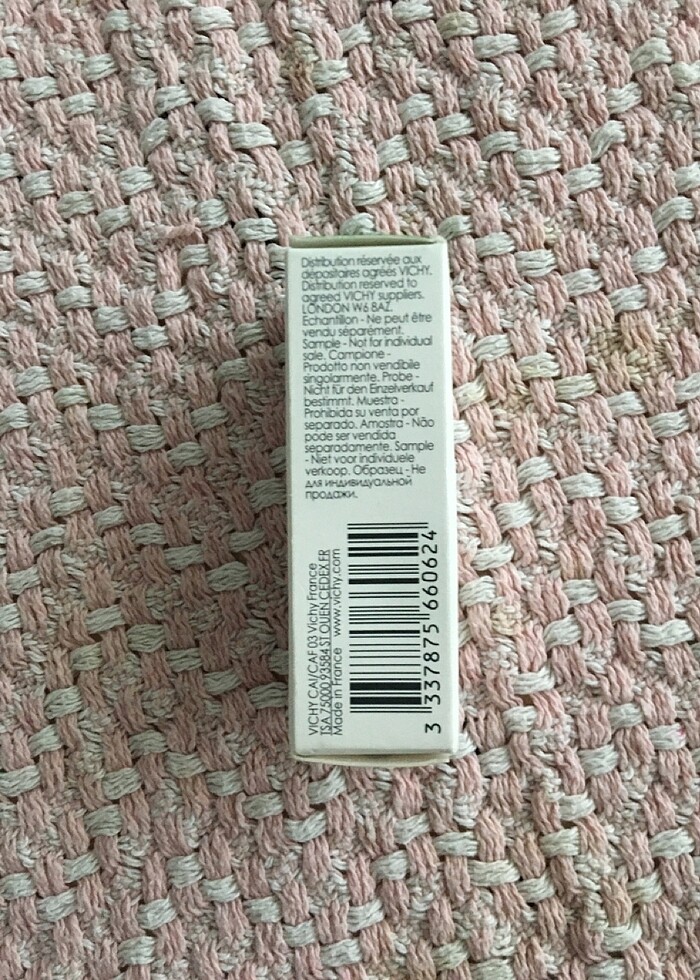 Distribution réservée aux
dépositaires agréés VICHY.
Distribution reserved to
agreed VICHY suppliers.
LONDON W6 8AZ.
Echantillon - Ne peut être
vendu séparément.
Sample - Not for individual
sale. Campione -
Prodotto non vendibile
singolarmente. Probe -
Nicht für den Einzelverkauf
bestimmt. Muestra -
Prohibida su venta por
separado. Amostra - Não
pode ser vendida
separadamente. Sample
- Niet voor individuele
verkoop. Образец - Не
для индивидуальной
продажи.
VICHY CAI/CAF 03 Vichy France
TSA 75000 93584 ST OUEN CEDEX FR
Made in France www.vichy.com
3 337875 660624